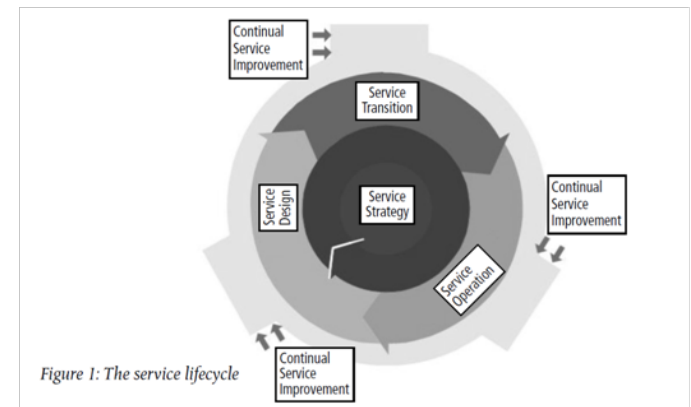 Continual
Service
Improvement
Service
Transition
Service
Design
Service
Strategy
Continual
Service
Improvement
Service
Operation
Continual
Service
Improvement
Figure 1: The service lifecycle